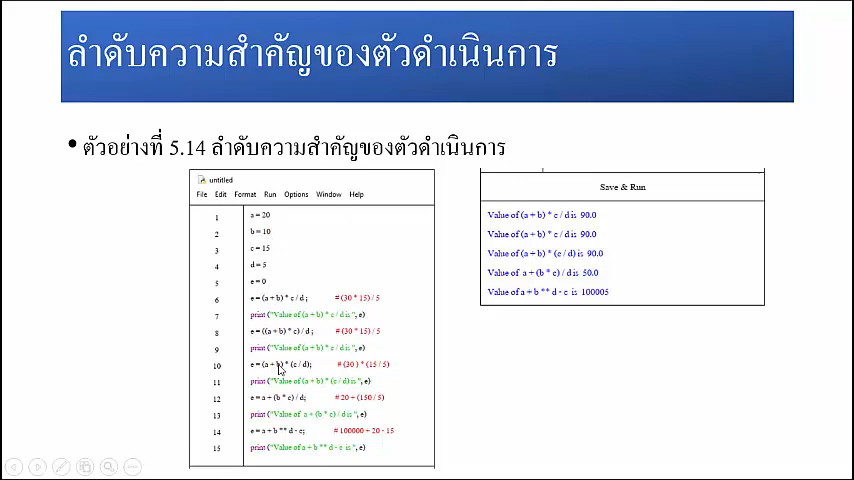 ลำดับความสำคัญของตัวดำเนินการ
• ตัวอย่างที่ 5.14 ลำดับความสำคัญของตัวดำเนินการ
untitled
File Edit Format Run Options Window Help
1 a = 20
2 b = 10
3 c = 15
4 d = 5
5 e = 0
6 e = (a + b) * c / d ; # (30 * 15) / 5
7 print ("Value of (a + b) * c / d is ", e)
8 e = ((a + b) * c) / d ; # (30 * 15) / 5
9 print ("Value of (a + b) * c / d is ", e)
10 e = (a + b) * (c / d); # (30 ) * (15 / 5)
11 print ("Value of (a + b) * (c / d) is ", e)
12 e = a + (b * c) / d; # 20 + (150 / 5)
13 print ("Value of  a + (b * c) / d is ", e)
14 e = a + b ** d - c; # 100000 + 20 - 15
15 print ("Value of a + b ** d - c  is ", e)
Save & Run
Value of (a + b) * c / d is  90.0
Value of (a + b) * c / d is  90.0
Value of (a + b) * (c / d) is  90.0
Value of  a + (b * c) / d is  50.0
Value of a + b ** d - c  is  100005